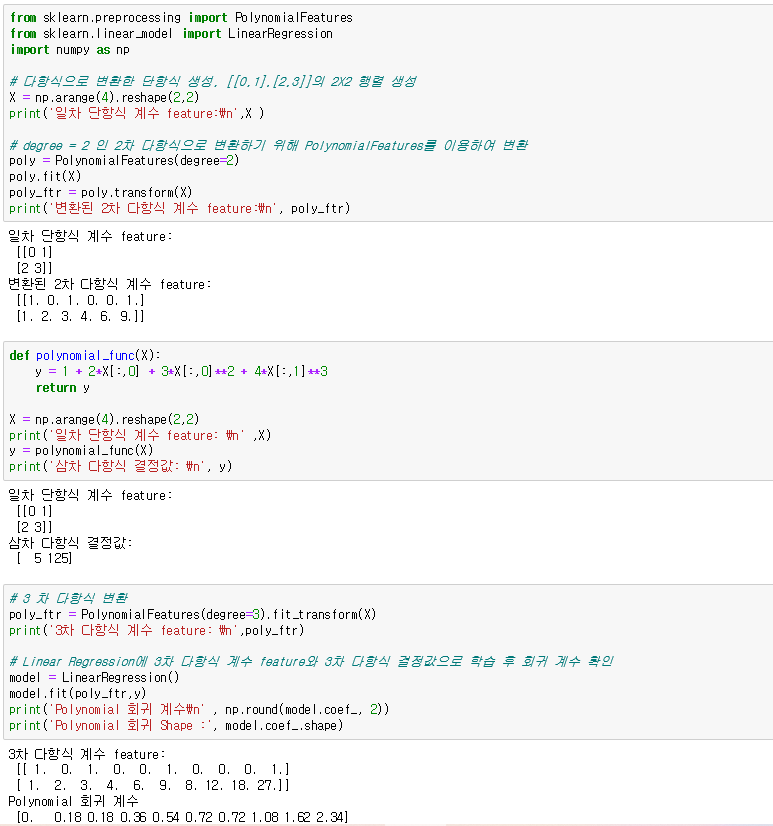 from sklearn.preprocessing import PolynomialFeatures
from sklearn.linear_model import LinearRegression
import numpy as np
# 다항식으로 변환한 단항식 생성, [[0,1],[2,3]]의 2X2 행렬 생성
X = np.arange(4).reshape(2,2)
print('일차 단항식 계수 feature:₩n',X )
# degree = 2 인 2차 다항식으로 변환하기 위해 PolynomialFeatures를 이용하여 변환
poly = PolynomialFeatures(degree=2)
poly.fit(X)
poly_ftr = poly.transform(X)
print('변환된 2차 다항식 계수 feature:₩n', poly_ftr)
일차 단항식 계수 feature:
[[0 1]
[2 3]]
변환된 2차 다항식 계수 feature:
[[1. 0. 1. 0. 0. 1.]
[1. 2. 3. 4. 6. 9.]]
def polynomial_func(X):
y = 1 + 2*X[:,0] + 3*X[:,0]**2 + 4*X[:,1]**3
return y
X = np.arange(4).reshape(2,2)
print('일차 단항식 계수 feature: ₩n' ,X)
y = polynomial_func(X)
print('삼차 다항식 결정값: ₩n', y)
일차 단항식 계수 feature:
[[0 1]
[2 3]]
삼차 다항식 결정값:
[ 5 125]
# 3 차 다항식 변환
poly_ftr = PolynomialFeatures(degree=3).fit_transform(X)
print('3차 다항식 계수 feature: ₩n',poly_ftr)
# Linear Regression에 3차 다항식 계수 feature와 3차 다항식 결정값으로 학습 후 회귀 계수 확인
model = LinearRegression()
model.fit(poly_ftr,y)
print('Polynomial 회귀 계수₩n' , np.round(model.coef_, 2))
print('Polynomial 회귀 Shape :', model.coef_.shape)
3차 다항식 계수 feature:
[[ 1. 0. 1. 0. 0. 1. 0. 0. 0. 1.]
[ 1. 2. 3. 4. 6. 9. 8. 12. 18. 27.]]
Polynomial 회귀 계수
[0. 0.18 0.18 0.36 0.54 0.72 0.72 1.08 1.62 2.34]